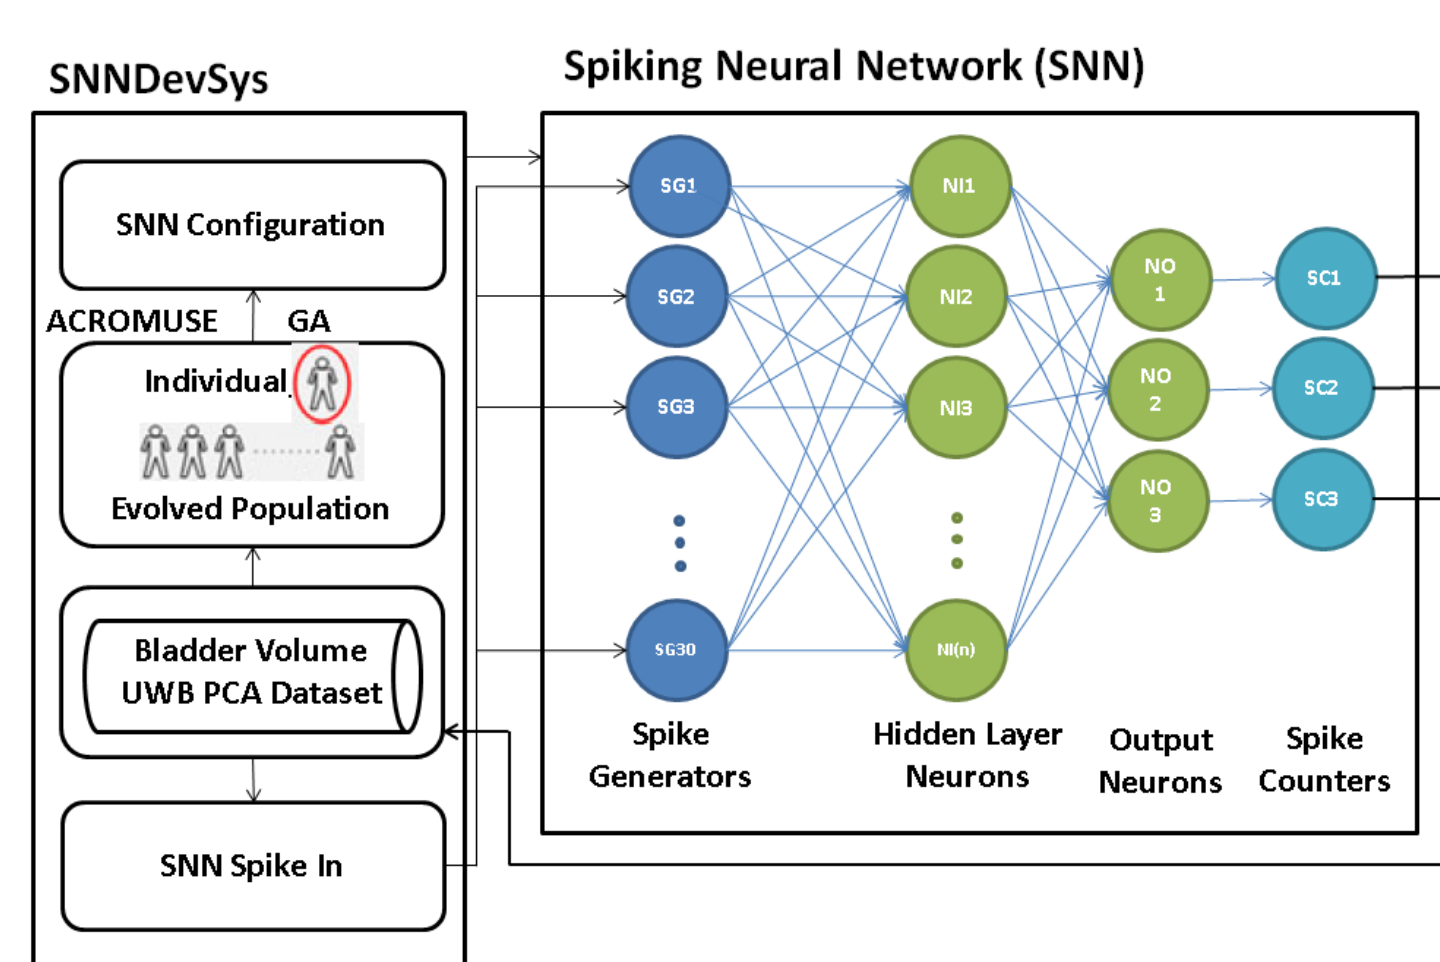 SNNDevSys
Spiking Neural Network (SNN)
SNN Configuration
ACROMUSE GA
Individual
Evolved Population
Bladder Volume
UWB PCA Dataset
SNN Spike In
SG1
SG2
SG3
SG30
Spike
Generators
NI1
NI2
NI3
NI(n)
Hidden Layer
Neurons
NO
1
NO
2
NO
3
Output
Neurons
SC1
SC2
SC3
Spike
Counters